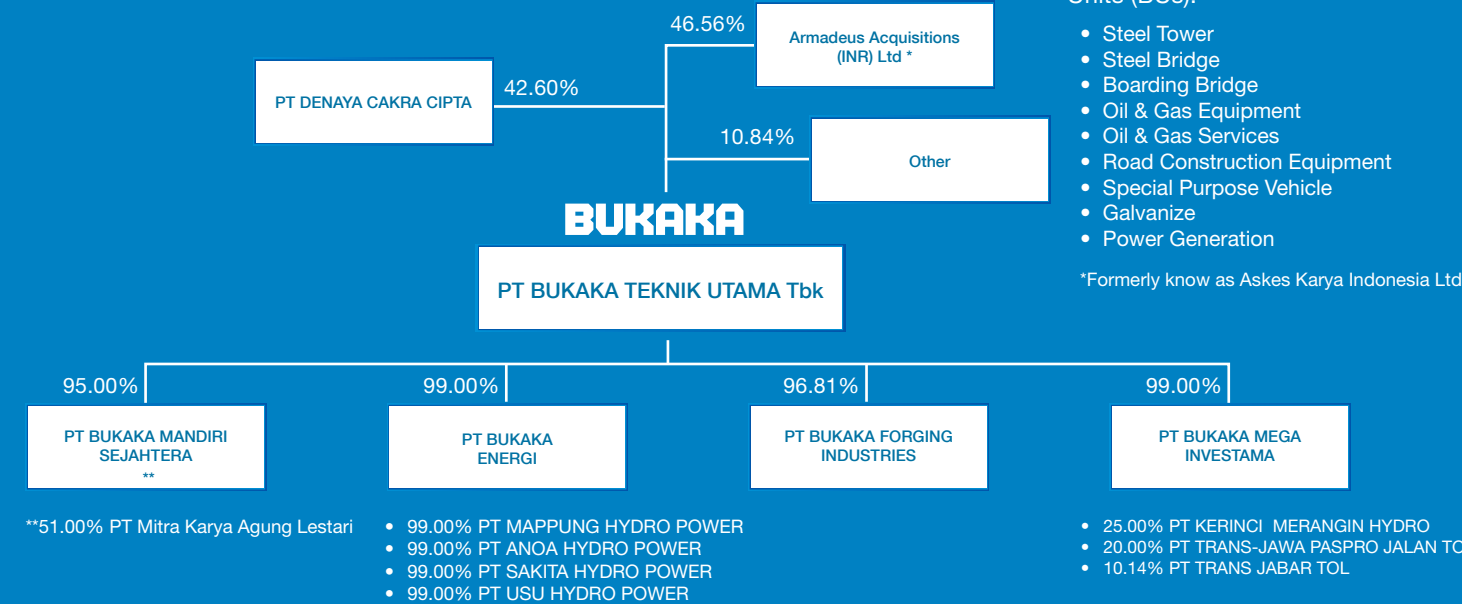 46.56%
Armadeus Acquisitions
(INR) Ltd *
PT DENAYA CAKRA CIPTA
42.60%
10.84%
Other
BUKAKA
PT BUKAKA TEKNIK UTAMA Tbk
• Steel Tower
• Steel Bridge
• Boarding Bridge
• Oil & Gas Equipment
• Oil & Gas Services
• Road Construction Equipment
• Special Purpose Vehicle
• Galvanize
• Power Generation
*Formerly know as Askes Karya Indonesia Ltd
95.00%
PT BUKAKA MANDIRI
SEJAHTERA
**
**51.00% PT Mitra Karya Agung Lestari
99.00%
PT BUKAKA
ENERGI
• 99.00% PT MAPPUNG HYDRO POWER
• 99.00% PT ANOA HYDRO POWER
• 99.00% PT SAKITA HYDRO POWER
• 99.00% PT USU HYDRO POWER
96.81%
PT BUKAKA FORGING
INDUSTRIES
99.00%
PT BUKAKA MEGA
INVESTAMA
• 25.00% PT KERINCI MERANGIN HYDRO
• 20.00% PT TRANS-JAWA PASPRO JALAN
• 10.14% PT TRANS JABAR TOL